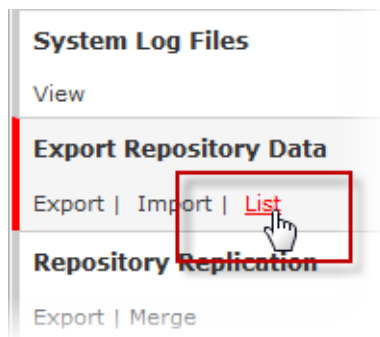 System Log Files
View
Export Repository Data
Export | Import | List
Repository Replication
Export | Merge